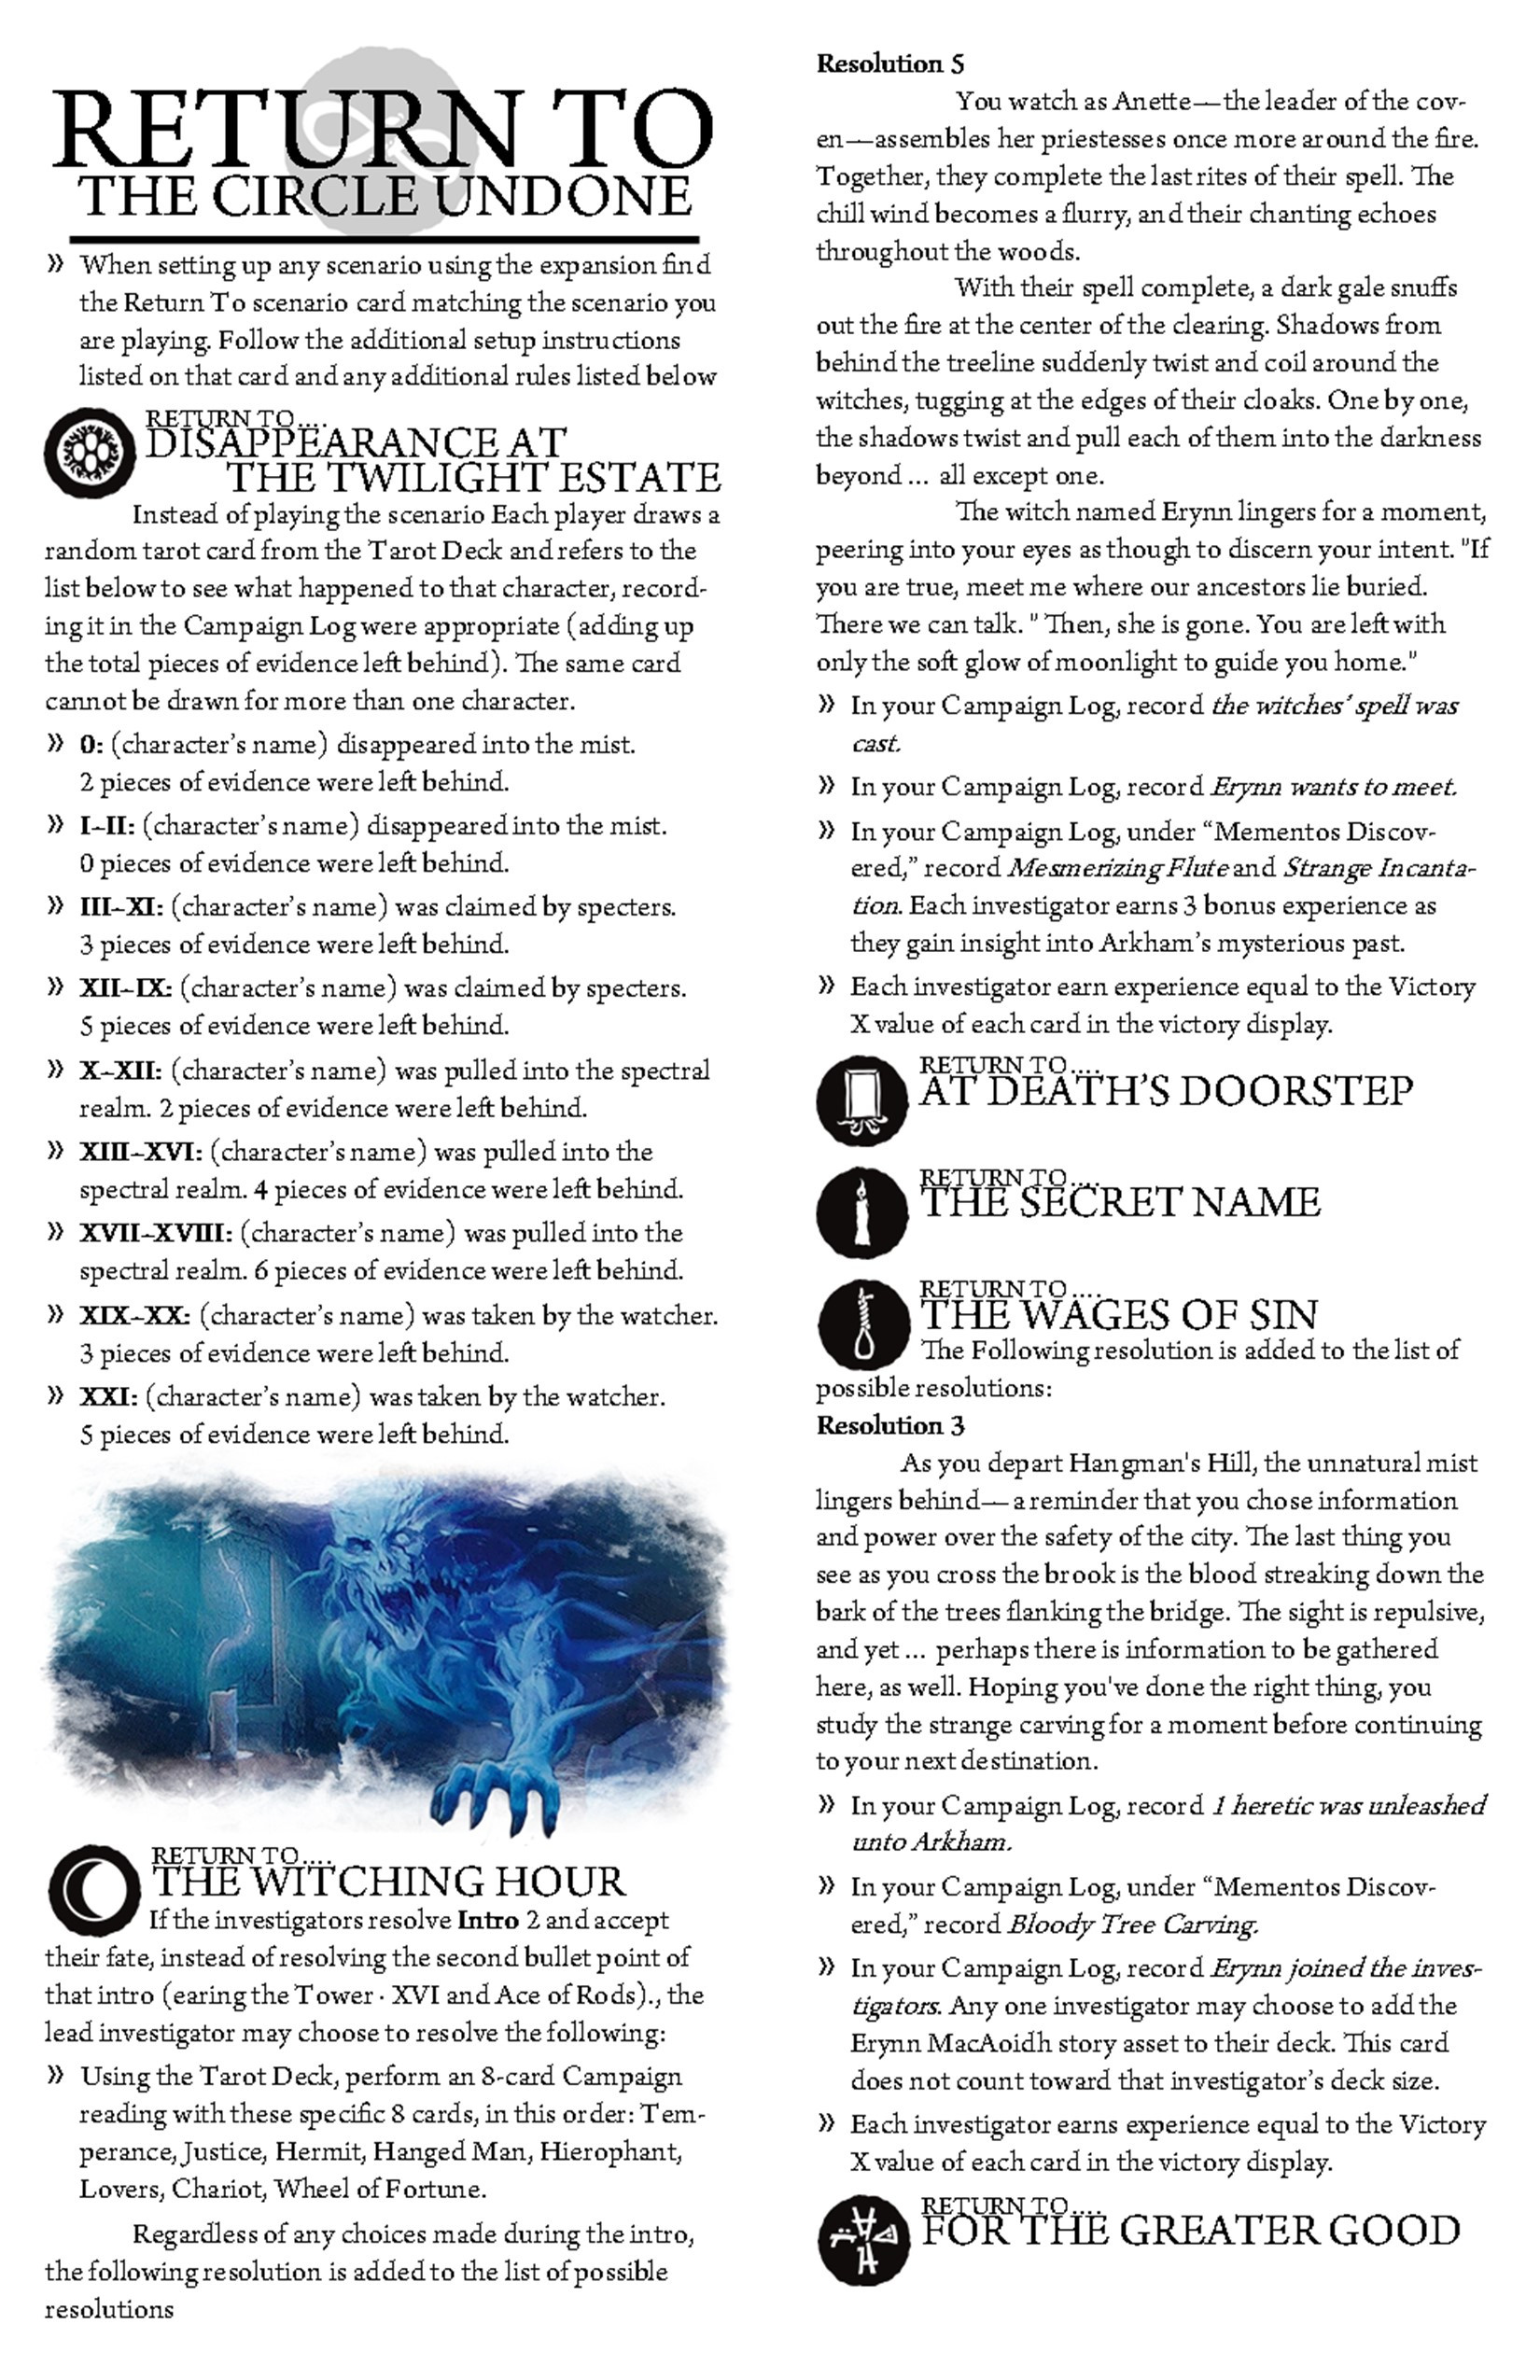 RETURN TO
THE CIRCLE UNDONE
» When setting up any scenario using the expansion find
the Return To scenario card matching the scenario you
are playing. Follow the additional setup instructions
listed on that card and any additional rules listed below
RETURN TO....
DISAPPEARANCE AT
THE TWILIGHT ESTATE
Instead of playing the scenario Each player draws a
random tarot card from the Tarot Deck and refers to the
list below to see what happened to that character, record-
ing it in the Campaign Log were appropriate (adding up
the total pieces of evidence left behind). The same card
cannot be drawn for more than one character.
» 0: (character's name) disappeared into the mist.
2 pieces of evidence were left behind.
» I–II: (character's name) disappeared into the mist.
0 pieces of evidence were left behind.
» III–XI: (character's name) was claimed by specters.
3 pieces of evidence were left behind.
» XII–IX: (character's name) was claimed by specters.
5 pieces of evidence were left behind.
» X–XII: (character's name) was pulled into the spectral
realm. 2 pieces of evidence were left behind.
» XIII–XVI: (character's name) was pulled into the
spectral realm. 4 pieces of evidence were left behind.
» XVII–XVIII: (character's name) was pulled into the
spectral realm. 6 pieces of evidence were left behind.
» XIX–XX: (character's name) was taken by the watcher.
3 pieces of evidence were left behind.
» XXI: (character's name) was taken by the watcher.
5 pieces of evidence were left behind.
RETURN TO....
THE WITCHING HOUR
If the investigators resolve Intro 2 and accept
their fate, instead of resolving the second bullet point of
that intro (earing the Tower · XVI and Ace of Rods)., the
lead investigator may choose to resolve the following:
» Using the Tarot Deck, perform an 8-card Campaign
reading with these specific 8 cards, in this order: Tem-
perance, Justice, Hermit, Hanged Man, Hierophant,
Lovers, Chariot, Wheel of Fortune.
Regardless of any choices made during the intro,
the following resolution is added to the list of possible
resolutions
Resolution 5
You watch as Anette—the leader of the cov-
en—assembles her priestesses once more around the fire.
Together, they complete the last rites of their spell. The
chill wind becomes a flurry, and their chanting echoes
throughout the woods.
With their spell complete, a dark gale snuffs
out the fire at the center of the clearing. Shadows from
behind the treeline suddenly twist and coil around the
witches, tugging at the edges of their cloaks. One by one,
the shadows twist and pull each of them into the darkness
beyond ... all except one.
The witch named Erynn lingers for a moment,
peering into your eyes as though to discern your intent. "If
you are true, meet me where our ancestors lie buried.
There we can talk. " Then, she is gone. You are left with
only the soft glow of moonlight to guide you home."
» In your Campaign Log, record the witches' spell was
cast.
» In your Campaign Log, record Erynn wants to meet.
» In your Campaign Log, under “Mementos Discov-
ered,” record Mesmerizing Flute and Strange Incanta-
tion. Each investigator earns 3 bonus experience as
they gain insight into Arkham's mysterious past.
» Each investigator earn experience equal to the Victory
X value of each card in the victory display.
RETURN TO....
AT DEATH'S DOORSTEP
RETURN TO....
THE SECRET NAME
RETURN TO....
THE WAGES OF SIN
The Following resolution is added to the list of
possible resolutions:
Resolution 3
As you depart Hangman's Hill, the unnatural mist
lingers behind— a reminder that you chose information
and power over the safety of the city. The last thing you
see as you cross the brook is the blood streaking down the
bark of the trees flanking the bridge. The sight is repulsive,
and yet ... perhaps there is information to be gathered
here, as well. Hoping you've done the right thing, you
study the strange carving for a moment before continuing
to your next destination.
» In your Campaign Log, record 1 heretic was unleashed
unto Arkham.
» In your Campaign Log, under “Mementos Discov-
ered,” record Bloody Tree Carving.
» In your Campaign Log, record Erynn joined the inves-
tigators. Any one investigator may choose to add the
Erynn MacAoidh story asset to their deck. This card
does not count toward that investigator's deck size.
» Each investigator earns experience equal to the Victory
X value of each card in the victory display.
RETURN TO....
FOR THE GREATER GOOD